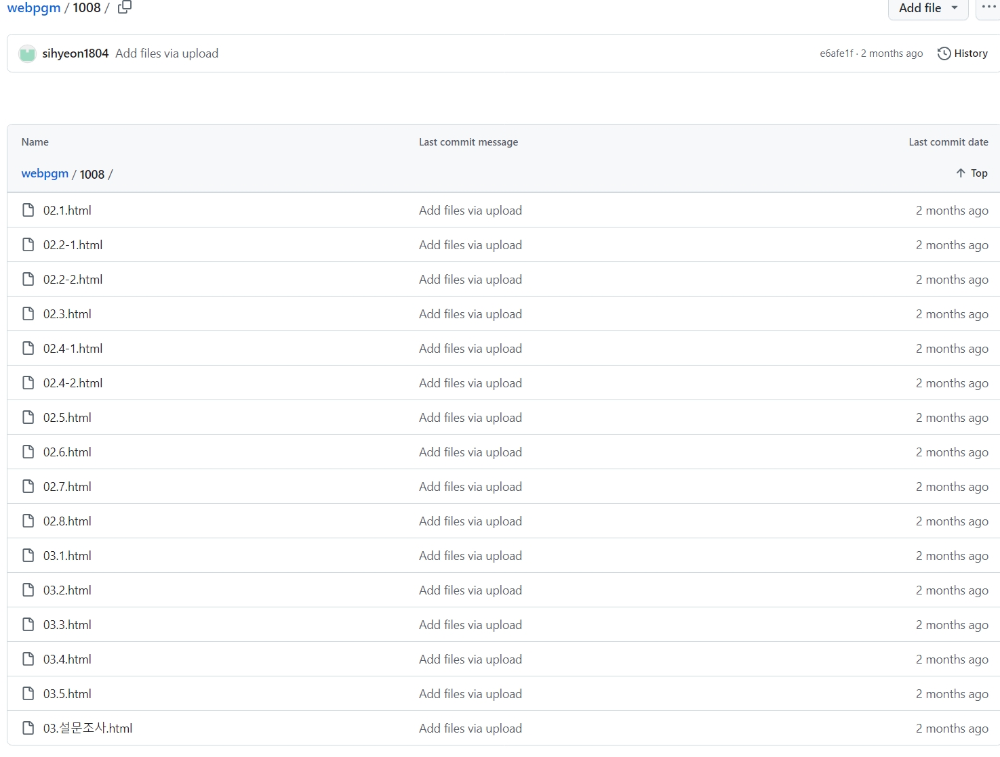 webpgm / 1008 /
Add file
sihyeon1804 Add files via upload
e6afe1f · 2 months ago
History
Name Last commit message Last commit date
webpgm / 1008 /
Top
02.1.html Add files via upload 2 months ago
02.2-1.html Add files via upload 2 months ago
02.2-2.html Add files via upload 2 months ago
02.3.html Add files via upload 2 months ago
02.4-1.html Add files via upload 2 months ago
02.4-2.html Add files via upload 2 months ago
02.5.html Add files via upload 2 months ago
02.6.html Add files via upload 2 months ago
02.7.html Add files via upload 2 months ago
02.8.html Add files via upload 2 months ago
03.1.html Add files via upload 2 months ago
03.2.html Add files via upload 2 months ago
03.3.html Add files via upload 2 months ago
03.4.html Add files via upload 2 months ago
03.5.html Add files via upload 2 months ago
03.설문조사.html Add files via upload 2 months ago